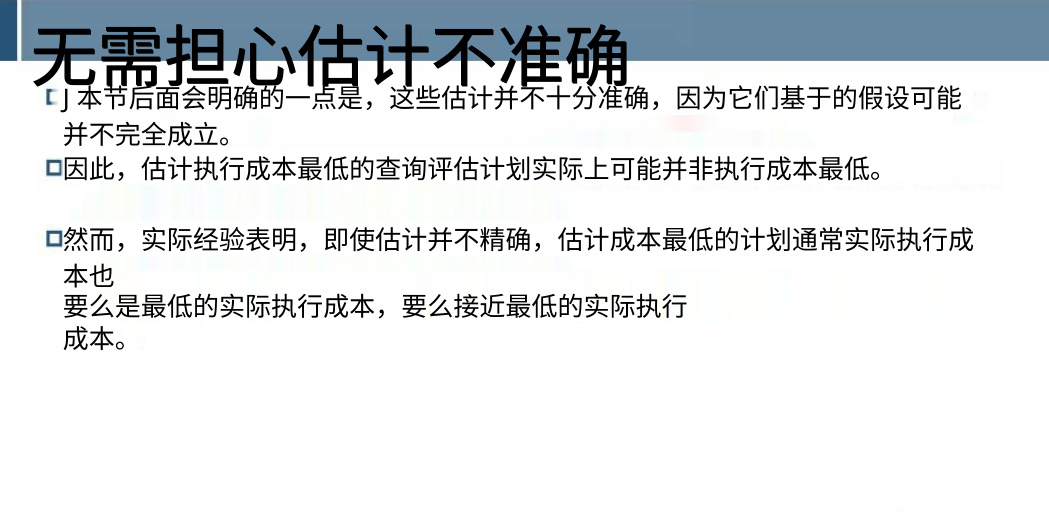 无需担心估计不准确
J 本节后面会明确的一点是，这些估计并不十分准确，因为它们基于的假设可能
并不完全成立。
因此，估计执行成本最低的查询评估计划实际上可能并非执行成本最低。
然而，实际经验表明，即使估计并不精确，估计成本最低的计划通常实际执行成
本也
要么是最低的实际执行成本，要么接近最低的实际执行
成本。